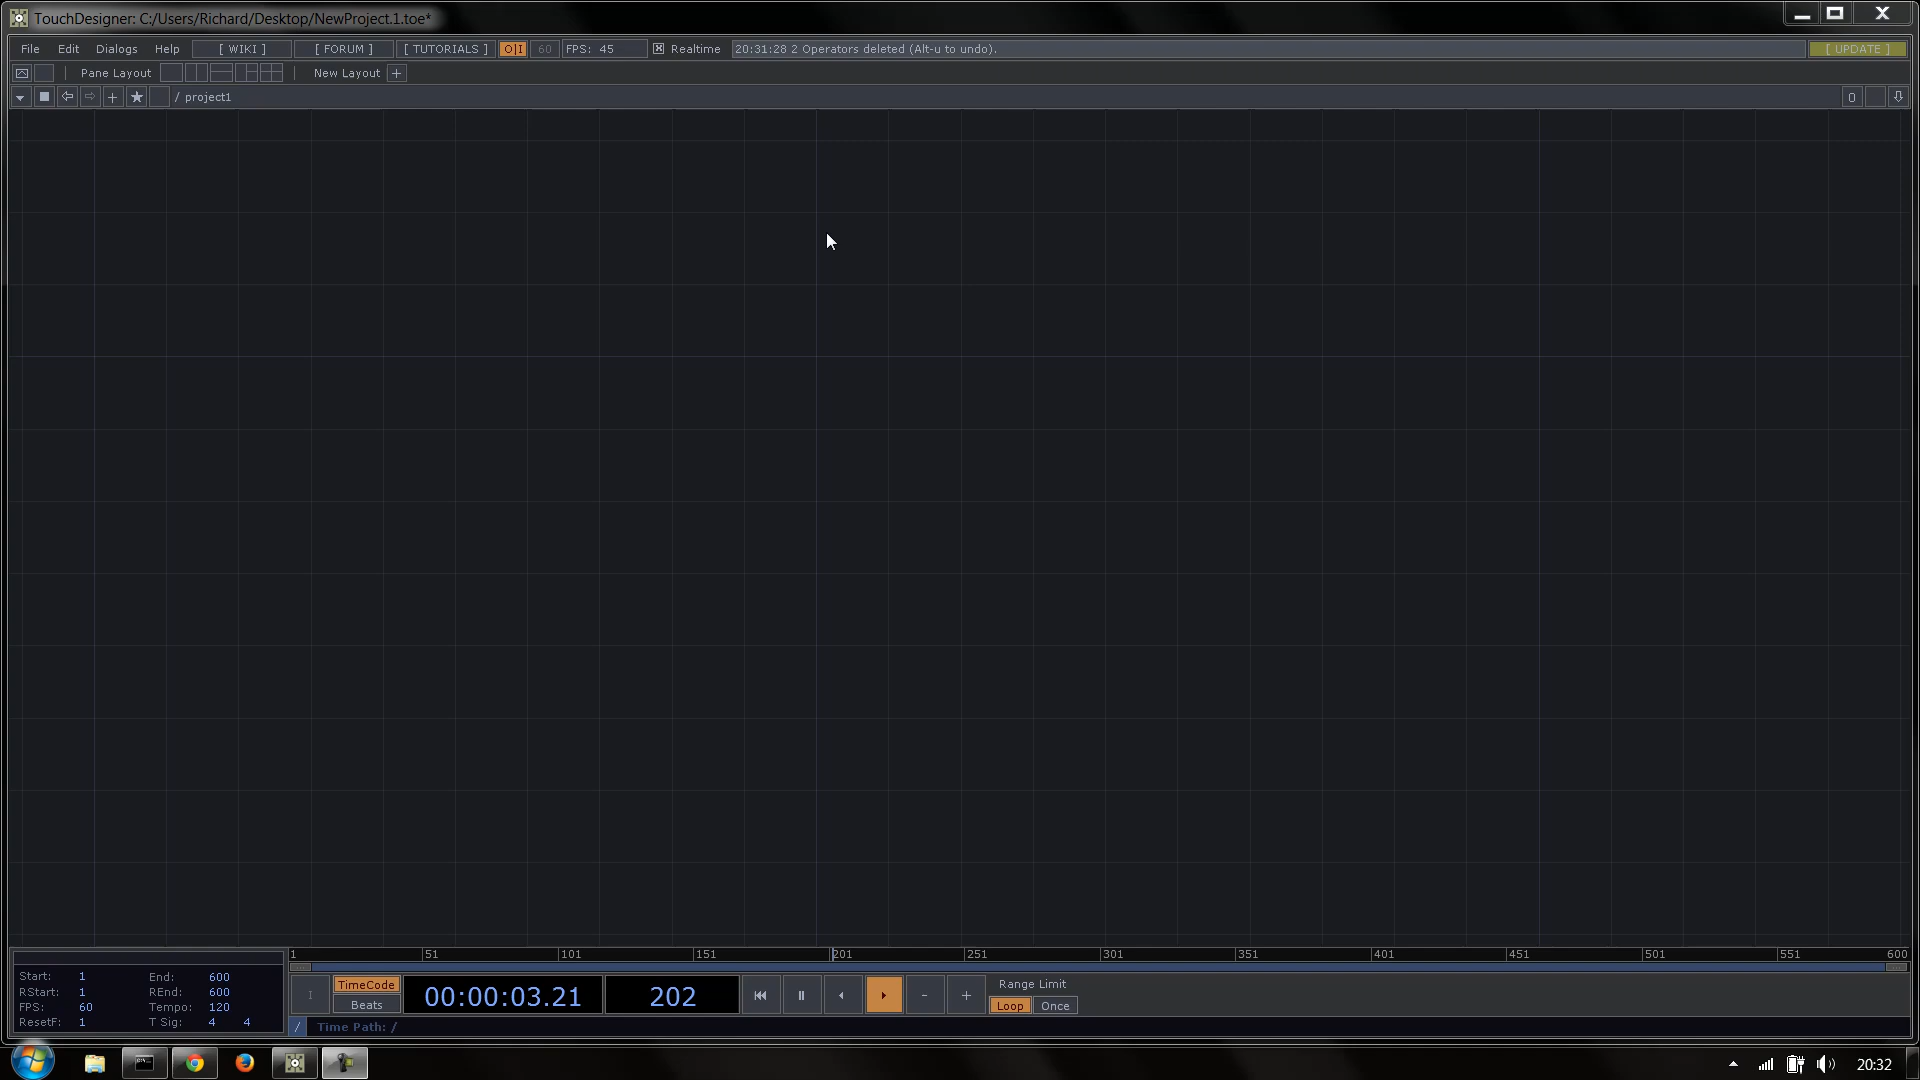 TouchDesigner: C:/Users/Richard/Desktop/NewProject.1.toe*
File Edit Dialogs Help [ WIKI ] [ FORUM ] [ TUTORIALS ] O|I 60 FPS: 45 Realtime 20:31:28 2 Operators deleted (Alt-u to undo). [ UPDATE ]
Pane Layout New Layout +
+ / project1 0
1 51 101 151 201 251 301 351 401 451 501 551 600
Start: 1 End: 600
RStart: 1 REnd: 600
FPS: 60 Tempo: 120
ResetF: 1 T Sig: 4 4
I TimeCode
Beats
00:00:03.21 202 - +
Range Limit
Loop Once
/ Time Path: /
20:32